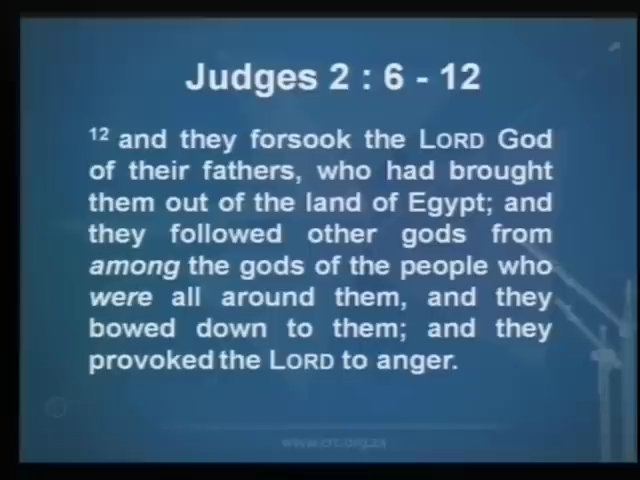 Judges 2 : 6 - 12
12 and they forsook the LORD God
of their fathers, who had brought
them out of the land of Egypt; and
they followed other gods from
among the gods of the people who
were all around them, and they
bowed down to them; and they
provoked the LORD to anger.
www.crc.org.za